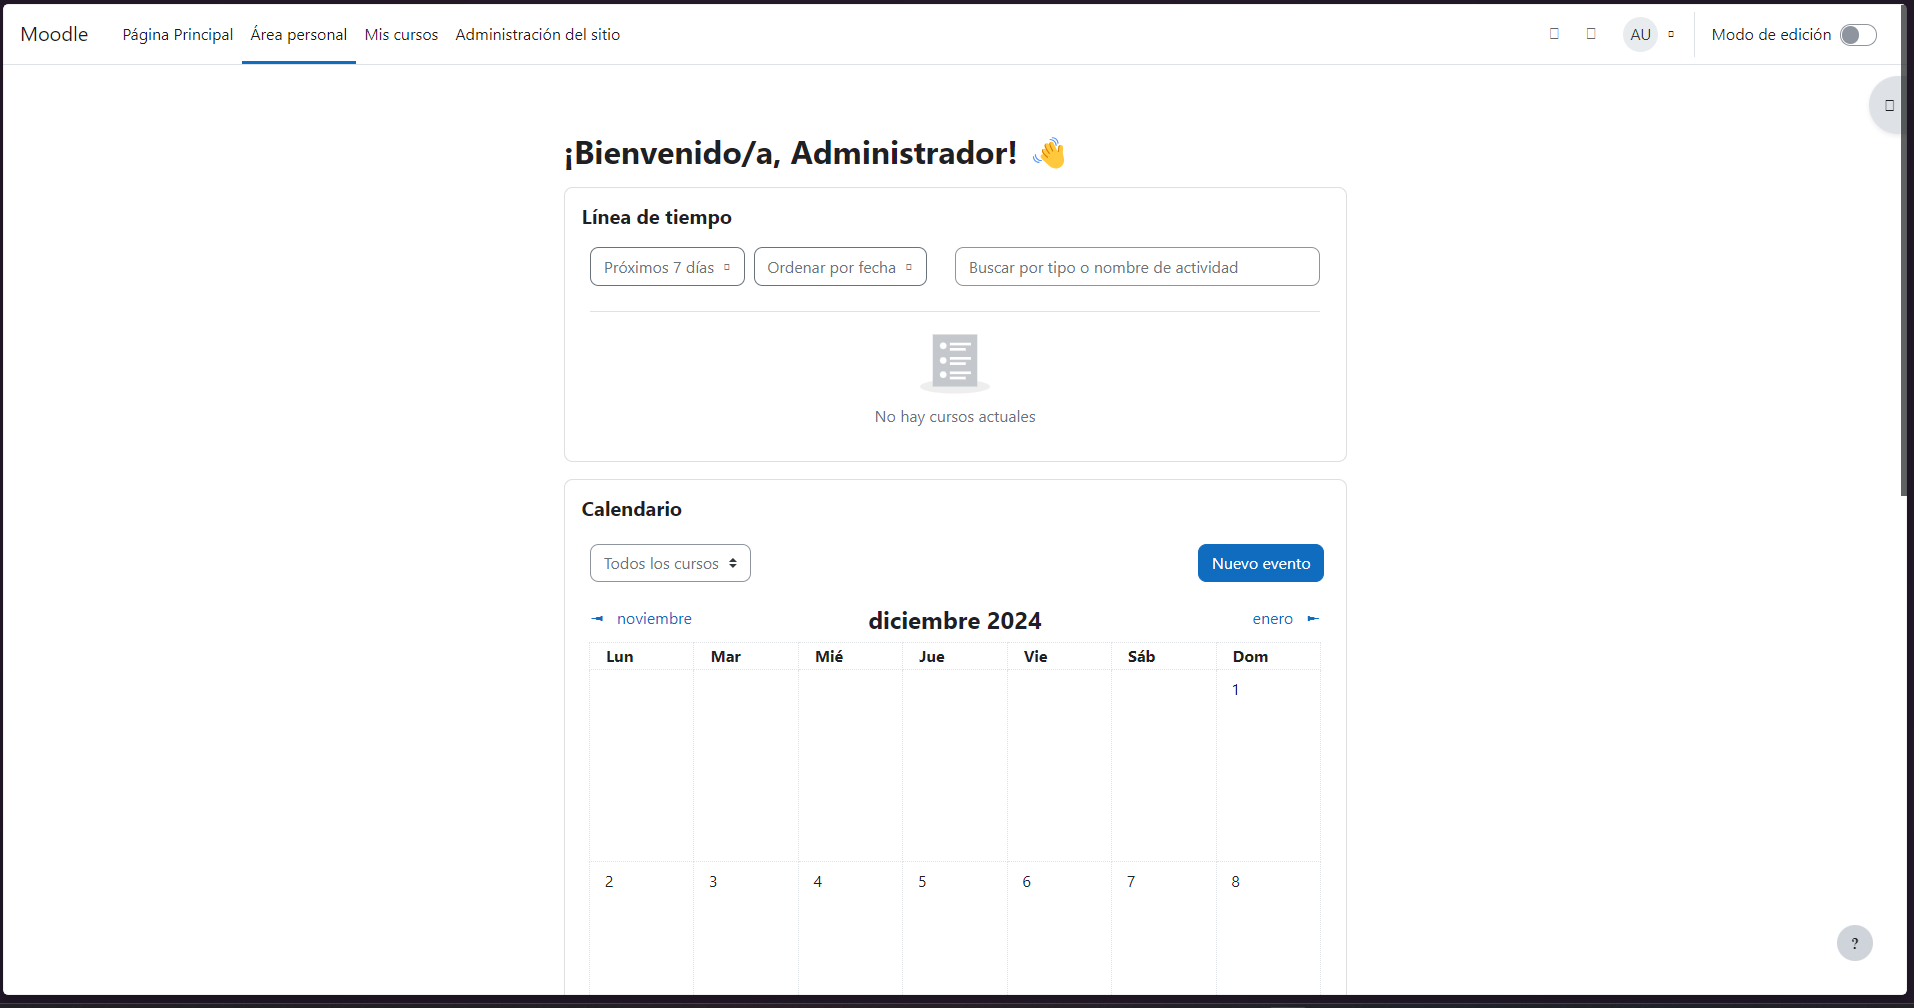 Moodle Página Principal Área personal Mis cursos Administración del sitio AU Modo de edición
¡Bienvenido/a, Administrador! 👋
Línea de tiempo
Próximos 7 días Ordenar por fecha Buscar por tipo o nombre de actividad
No hay cursos actuales
Calendario
Todos los cursos Nuevo evento
◄ noviembre diciembre 2024 enero ►
Lun Mar Mié Jue Vie Sáb Dom
1
2 3 4 5 6 7 8
?